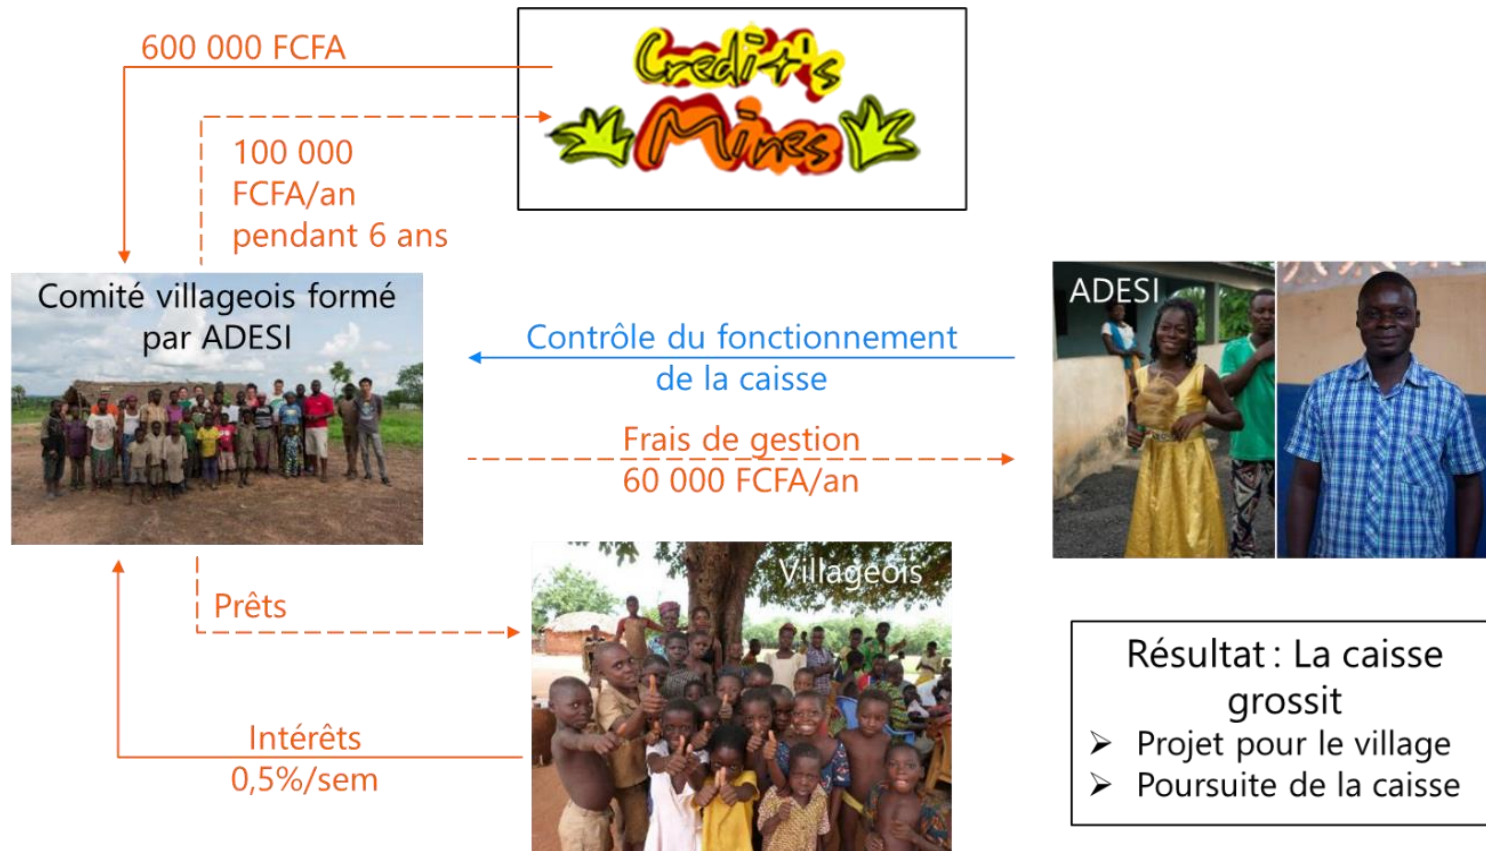 600 000 FCFA
Credit's
Mines
100 000
FCFA/an
pendant 6 ans
Comité villageois formé
par ADESI
Contrôle du fonctionnement
de la caisse
ADESI
Frais de gestion
60 000 FCFA/an
Villageois
Prêts
Intérêts
0,5%/sem
Résultat : La caisse
grossit
➢ Projet pour le village
➢ Poursuite de la caisse